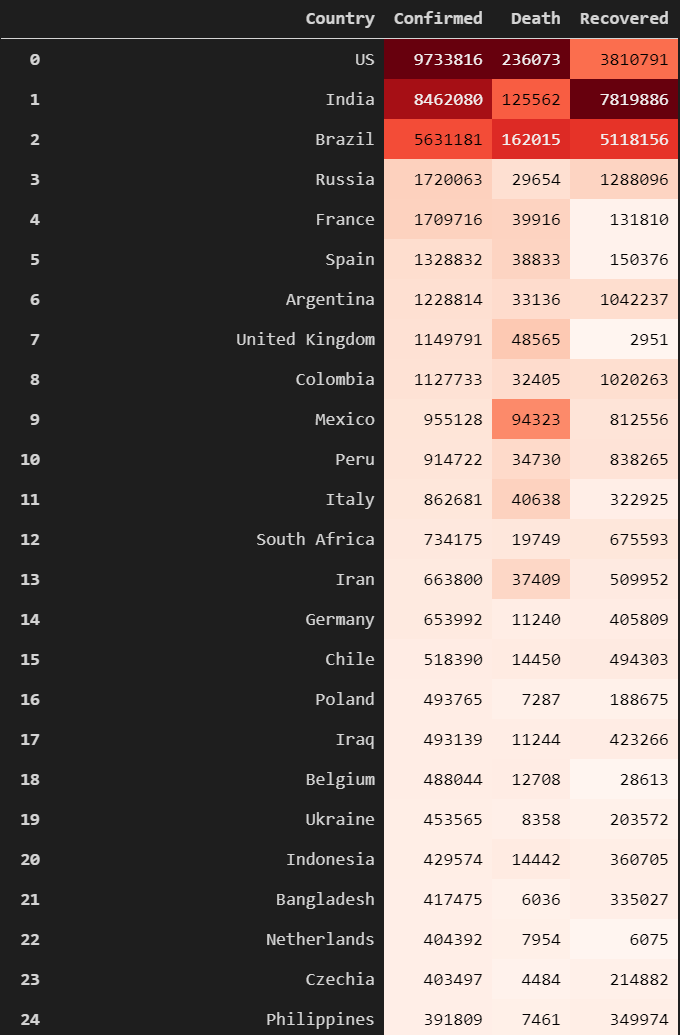 Country Confirmed Death Recovered
0 US 9733816 236073 3810791
1 India 8462080 125562 7819886
2 Brazil 5631181 162015 5118156
3 Russia 1720063 29654 1288096
4 France 1709716 39916 131810
5 Spain 1328832 38833 150376
6 Argentina 1228814 33136 1042237
7 United Kingdom 1149791 48565 2951
8 Colombia 1127733 32405 1020263
9 Mexico 955128 94323 812556
10 Peru 914722 34730 838265
11 Italy 862681 40638 322925
12 South Africa 734175 19749 675593
13 Iran 663800 37409 509952
14 Germany 653992 11240 405809
15 Chile 518390 14450 494303
16 Poland 493765 7287 188675
17 Iraq 493139 11244 423266
18 Belgium 488044 12708 28613
19 Ukraine 453565 8358 203572
20 Indonesia 429574 14442 360705
21 Bangladesh 417475 6036 335027
22 Netherlands 404392 7954 6075
23 Czechia 403497 4484 214882
24 Philippines 391809 7461 349974